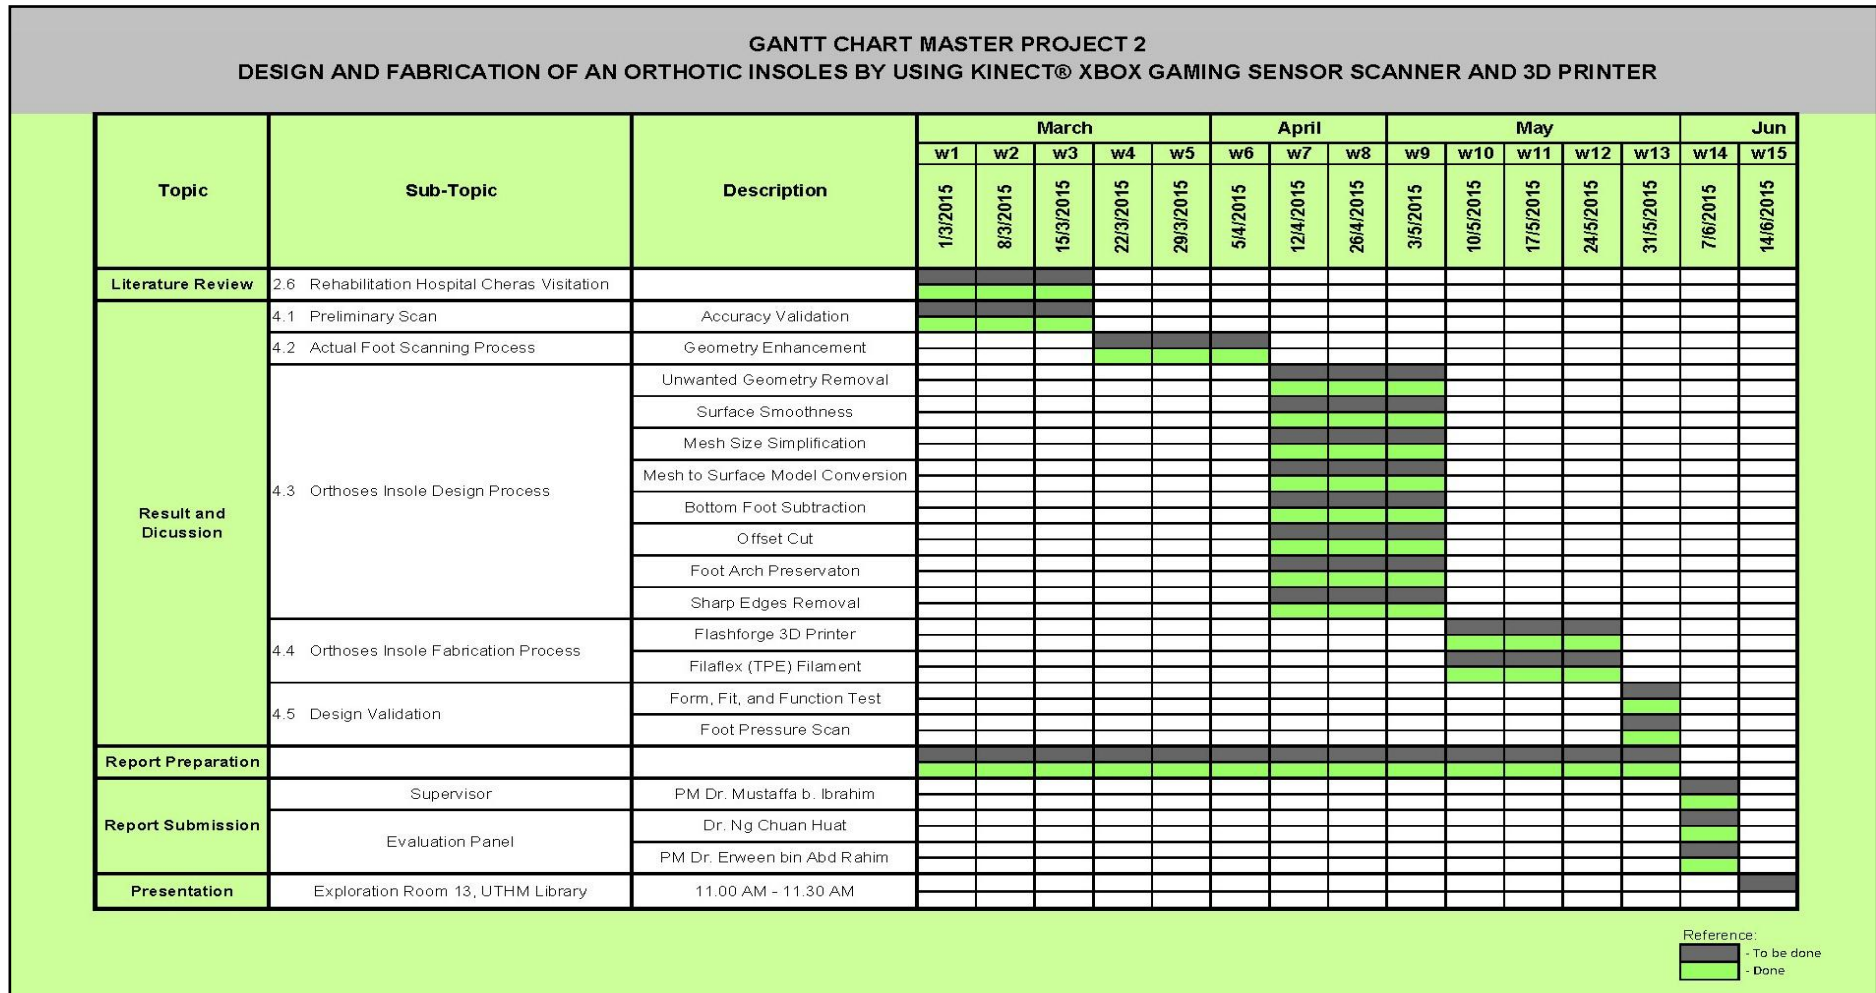 GANTT CHART MASTER PROJECT 2
DESIGN AND FABRICATION OF AN ORTHOTIC INSOLES BY USING KINECT® XBOX GAMING SENSOR SCANNER AND 3D PRINTER
Topic Sub-Topic Description March April May Jun
w1 w2 w3 w4 w5 w6 w7 w8 w9 w10 w11 w12 w13 w14 w15
1/3/2015 8/3/2015 15/3/2015 22/3/2015 29/3/2015 5/4/2015 12/4/2015 26/4/2015 3/5/2015 10/5/2015 17/5/2015 24/5/2015 31/5/2015 7/6/2015 14/6/2015
Literature Review 2.6 Rehabilitation Hospital Cheras Visitation
Result and
Dicussion
4.1 Preliminary Scan Accuracy Validation
4.2 Actual Foot Scanning Process Geometry Enhancement
4.3 Orthoses Insole Design Process
Unwanted Geometry Removal
Surface Smoothness
Mesh Size Simplification
Mesh to Surface Model Conversion
Bottom Foot Subtraction
Offset Cut
Foot Arch Preservaton
Sharp Edges Removal
4.4 Orthoses Insole Fabrication Process
Flashforge 3D Printer
Filaflex (TPE) Filament
4.5 Design Validation
Form, Fit, and Function Test
Foot Pressure Scan
Report Preparation
Report Submission
Supervisor PM Dr. Mustaffa b. Ibrahim
Evaluation Panel
Dr. Ng Chuan Huat
PM Dr. Erween bin Abd Rahim
Presentation Exploration Room 13, UTHM Library 11.00 AM - 11.30 AM
Reference:
- To be done
- Done